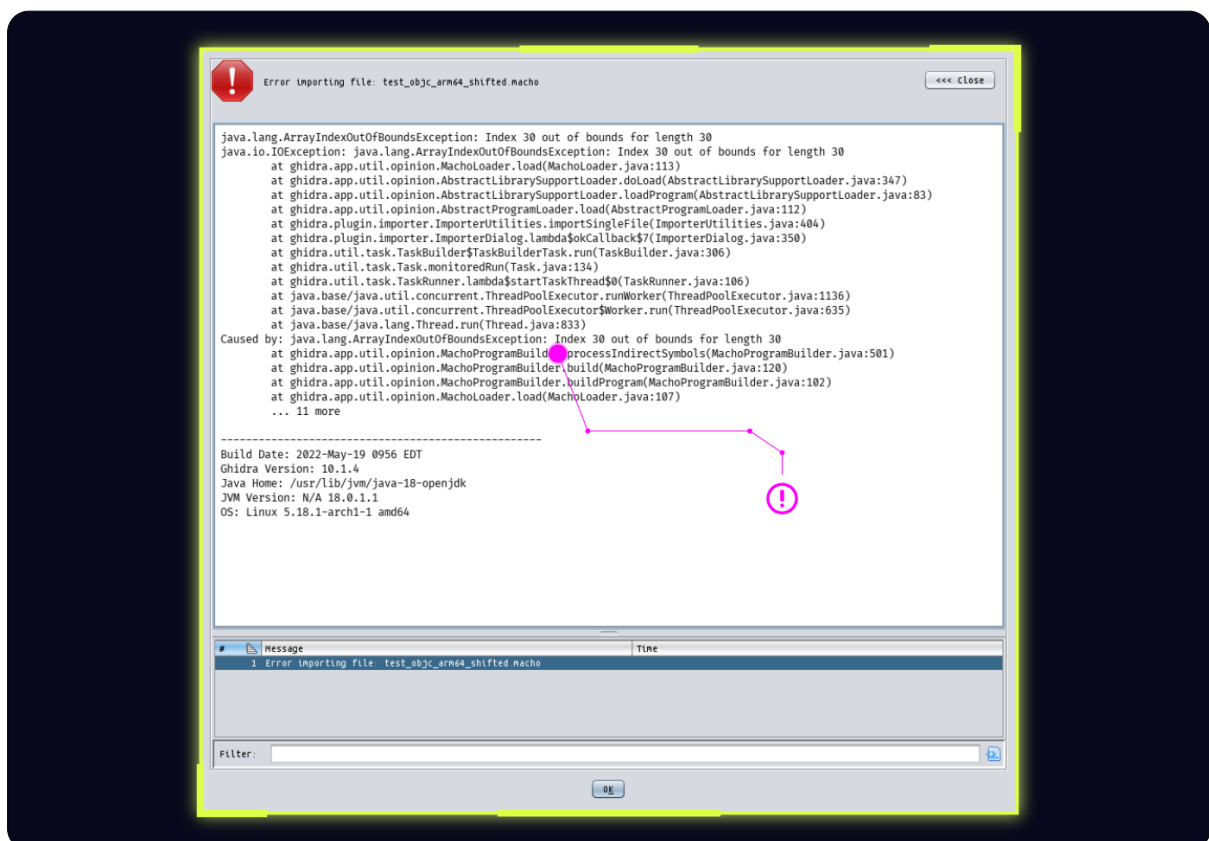 Error importing file: test_objc_arm64_shifted.macho
<<< Close
java.lang.ArrayIndexOutOfBoundsException: Index 30 out of bounds for length 30
java.io.IOException: java.lang.ArrayIndexOutOfBoundsException: Index 30 out of bounds for length 30
at ghidra.app.util.opinion.MachoLoader.load(MachoLoader.java:113)
at ghidra.app.util.opinion.AbstractLibrarySupportLoader.doLoad(AbstractLibrarySupportLoader.java:347)
at ghidra.app.util.opinion.AbstractLibrarySupportLoader.loadProgram(AbstractLibrarySupportLoader.java:83)
at ghidra.app.util.opinion.AbstractProgramLoader.load(AbstractProgramLoader.java:112)
at ghidra.plugin.importer.ImporterUtilities.importSingleFile(ImporterUtilities.java:404)
at ghidra.plugin.importer.ImporterDialog.lambda$okCallback$7(ImporterDialog.java:350)
at ghidra.util.task.TaskBuilder$TaskBuilderTask.run(TaskBuilder.java:306)
at ghidra.util.task.Task.monitoredRun(Task.java:134)
at ghidra.util.task.TaskRunner.lambda$startTaskThread$0(TaskRunner.java:106)
at java.base/java.util.concurrent.ThreadPoolExecutor.runWorker(ThreadPoolExecutor.java:1136)
at java.base/java.util.concurrent.ThreadPoolExecutor$Worker.run(ThreadPoolExecutor.java:635)
at java.base/java.lang.Thread.run(Thread.java:833)
Caused by: java.lang.ArrayIndexOutOfBoundsException: Index 30 out of bounds for length 30
at ghidra.app.util.opinion.MachoProgramBuild processIndirectSymbols(MachoProgramBuilder.java:501)
at ghidra.app.util.opinion.MachoProgramBuilder.build(MachoProgramBuilder.java:120)
at ghidra.app.util.opinion.MachoProgramBuilder.buildProgram(MachoProgramBuilder.java:102)
at ghidra.app.util.opinion.MachoLoader.load(MachoLoader.java:107)
... 11 more
---------------------------------------------------
Build Date: 2022-May-19 0956 EDT
Ghidra Version: 10.1.4
Java Home: /usr/lib/jvm/java-18-openjdk
JVM Version: N/A 18.0.1.1
OS: Linux 5.18.1-arch1-1 amd64
# Message Time
1 Error importing file: test_objc_arm64_shifted.macho
Filter:
OK